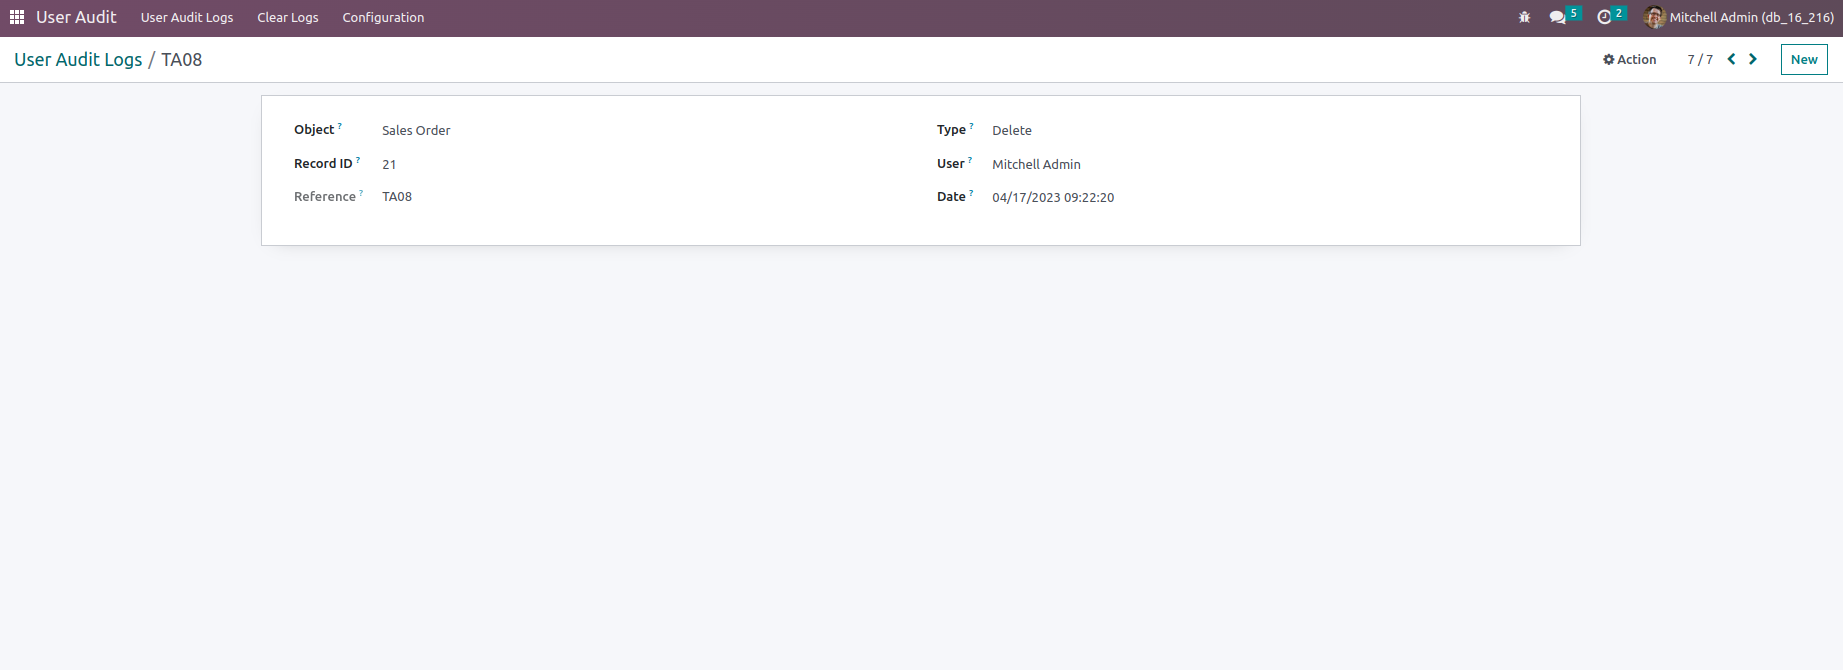 User Audit User Audit Logs Clear Logs Configuration 5 2 Mitchell Admin (db_16_216)
User Audit Logs / TA08 Action 7 / 7 New
Object ? Sales Order Type ? Delete
Record ID ? 21 User ? Mitchell Admin
Reference ? TA08 Date ? 04/17/2023 09:22:20